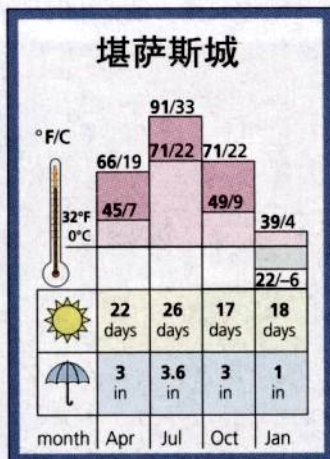 堪萨斯城
°F/C
91/33
66/19 71/22 71/22
45/7 49/9 39/4
32°F
0°C
22/–6
22 26 17 18
days days days days
3 3.6 3 1
in in in in
month Apr Jul Oct Jan